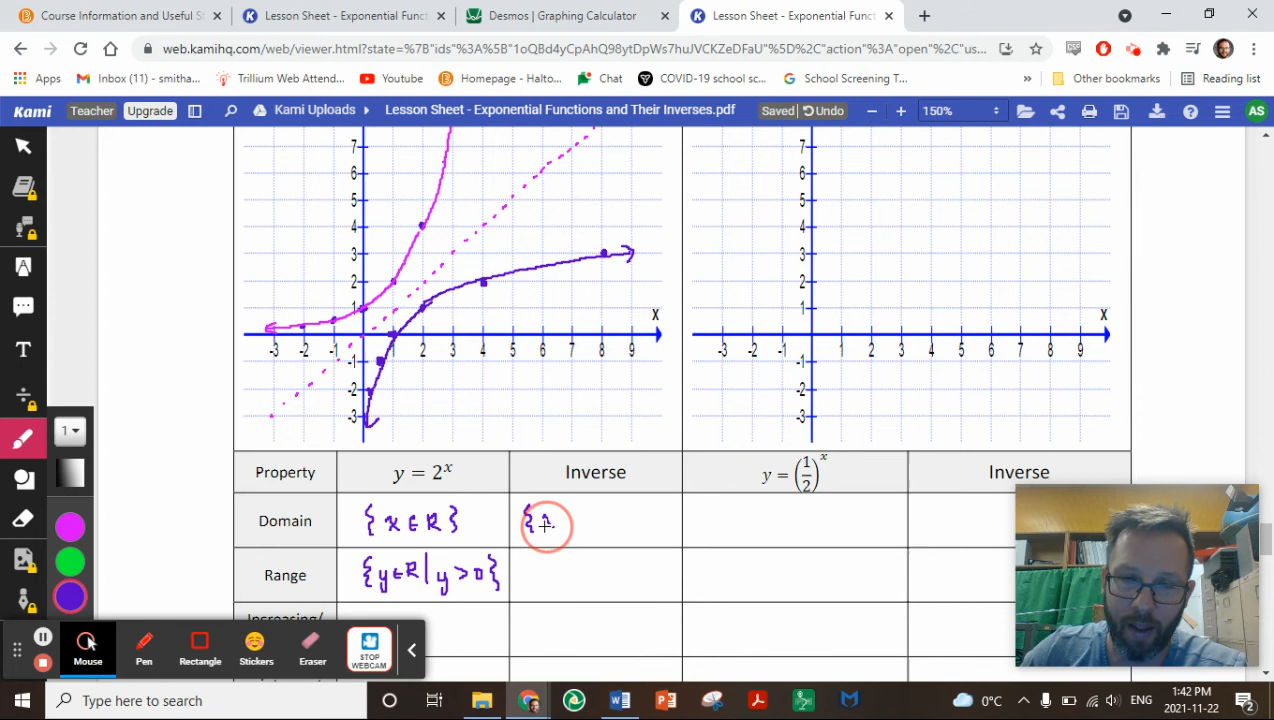 Course Information and Useful S
Lesson Sheet - Exponential Funct
Desmos | Graphing Calculator
Lesson Sheet - Exponential Funct
web.kamihq.com/web/viewer.html?state=%7B"ids"%3A%5B"1oQBd4yCpAhQ98ytDpWs7huJVCKZeDFaU"%5D%2C"action"%3A"open"%2C"us...
Apps
Inbox (11) - smitha...
Trillium Web Attend...
Youtube
Homepage - Halto...
Chat
COVID-19 school sc...
School Screening T...
»
Other bookmarks
Reading list
Kami
Teacher
Upgrade
Kami Uploads
Lesson Sheet - Exponential Functions and Their Inverses.pdf
Saved Undo
150%
AS
7
6
5
4
3
2
1
-1
-2
-3
X
-3 -2 -1 1 2 3 4 5 6 7 8 9
7
6
5
4
3
2
1
-1
-2
-3
X
-3 -2 -1 1 2 3 4 5 6 7 8 9
1
Property y = 2^x Inverse y = (1/2)^x Inverse
Domain {x ∈ R} {
Range {y ∈ R | y > 0}
Increasing/
Mouse
Pen
Rectangle
Stickers
Eraser
STOP
WEBCAM
Type here to search
0°C
ENG
1:42 PM
2021-11-22
2